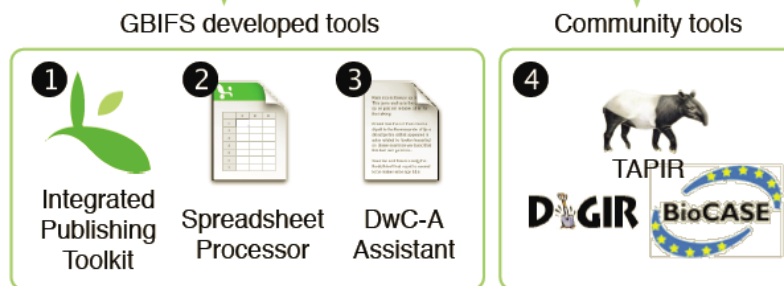 GBIFS developed tools
Community tools
1
2
3
4
Integrated
Publishing
Toolkit
Spreadsheet
Processor
DwC-A
Assistant
TAPIR
DiGIR
BioCASE